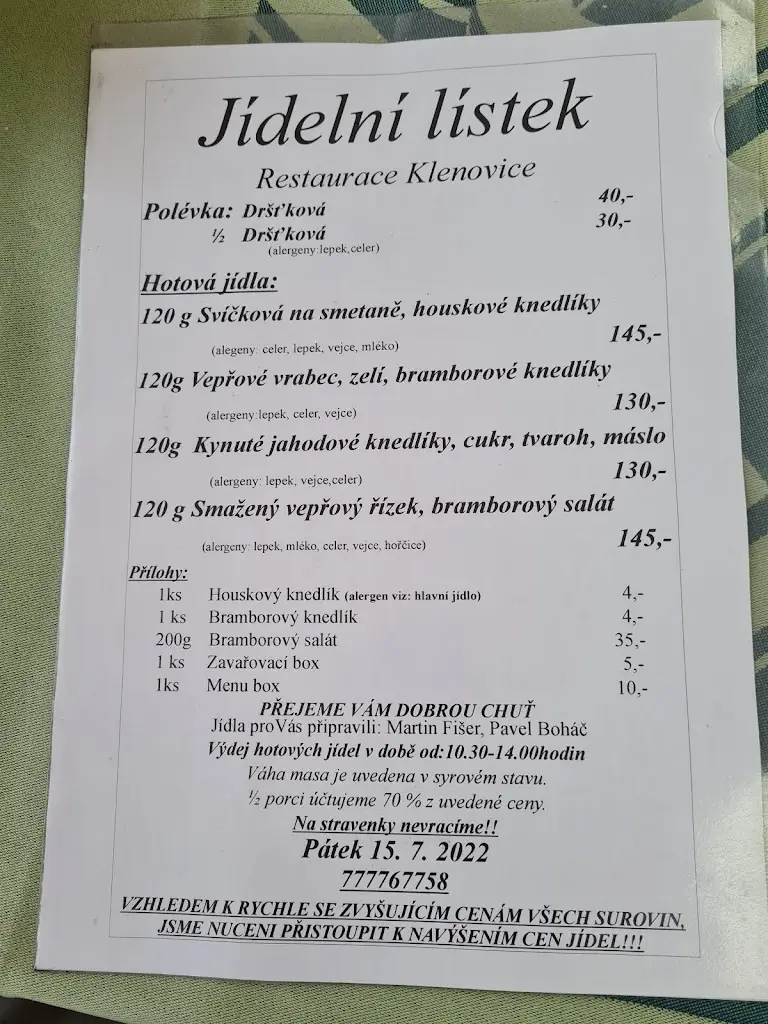 Jídelní lístek
Restaurace Klenovice
Polévka: Dršťková 40,-
½ Dršťková 30,-
(alergeny:lepek,celer)
Hotová jídla:
120 g Svíčková na smetaně, houskové knedlíky
(alegeny: celer, lepek, vejce, mléko) 145,-
120g Vepřové vrabec, zelí, bramborové knedlíky
(alergeny:lepek, celer, vejce) 130,-
120g Kynuté jahodové knedlíky, cukr, tvaroh, máslo
(alergeny: lepek, vejce,celer) 130,-
120 g Smažený vepřový řízek, bramborový salát
(alergeny: lepek, mléko, celer, vejce, hořčice) 145,-
Přílohy:
1ks Houskový knedlík (alergen viz: hlavní jídlo) 4,-
1 ks Bramborový knedlík 4,-
200g Bramborový salát 35,-
1 ks Zavařovací box 5,-
1ks Menu box 10,-
PŘEJEME VÁM DOBROU CHUŤ
Jídla proVás připravili: Martin Fišer, Pavel Boháč
Výdej hotových jídel v době od:10.30-14.00hodin
Váha masa je uvedena v syrovém stavu.
½ porci účtujeme 70 % z uvedené ceny.
Na stravenky nevracíme!!
Pátek 15. 7. 2022
777767758
VZHLEDEM K RYCHLE SE ZVYŠUJÍCÍM CENÁM VŠECH SUROVIN,
JSME NUCENI PŘISTOUPIT K NAVÝŠENÍM CEN JÍDEL!!!